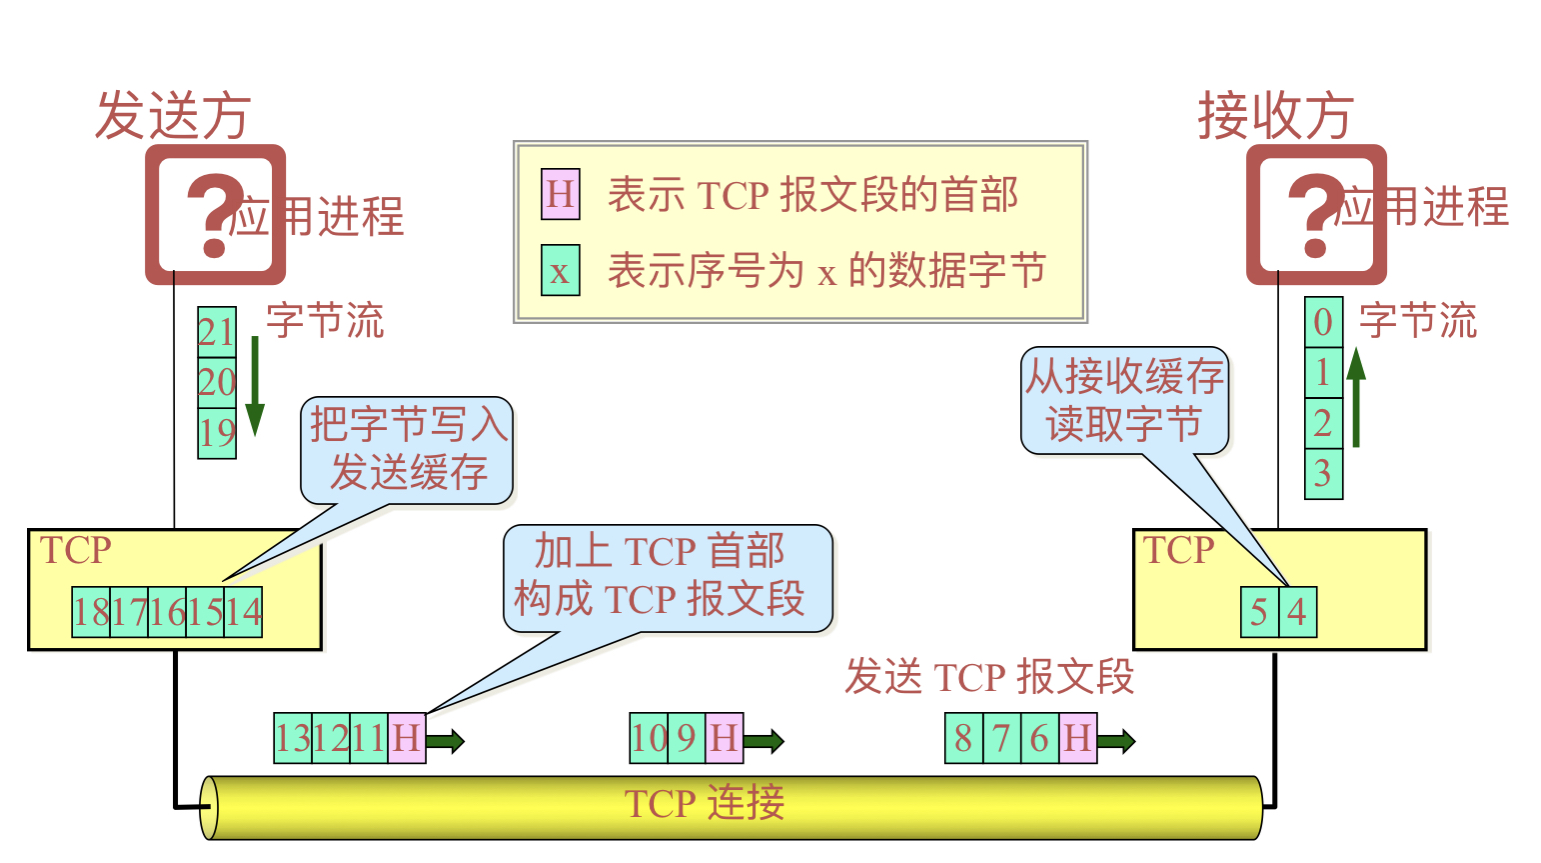 发送方
接收方
?
应用进程
H 表示 TCP 报文段的首部
x 表示序号为 x 的数据字节
?
应用进程
21
20
19
字节流
0
1
2
3
字节流
把字节写入
发送缓存
从接收缓存
读取字节
TCP
18 17 16 15 14
加上 TCP 首部
构成 TCP 报文段
TCP
5 4
发送 TCP 报文段
13 12 11 H
10 9 H
8 7 6 H
TCP 连接